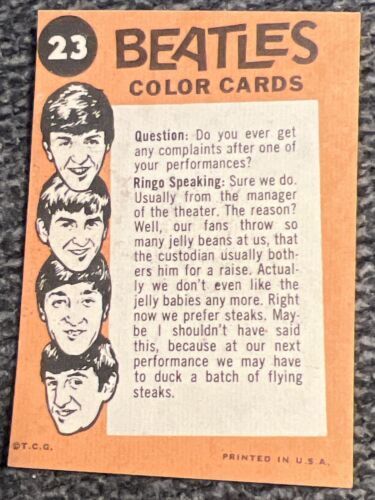 23
BEATLES
COLOR CARDS
Question: Do you ever get
any complaints after one of
your performances?
Ringo Speaking: Sure we do.
Usually from the manager of
the theater. The reason?
Well, our fans throw so
many jelly beans at us, that
the custodian usually both-
ers him for a raise. Actual-
ly we don't even like the
jelly babies any more. Right
now we prefer steaks. May-
be I shouldn't have said
this, because at our next
performance we may have
to duck a batch of flying
steaks.
©T.C.G.
PRINTED IN U.S.A.